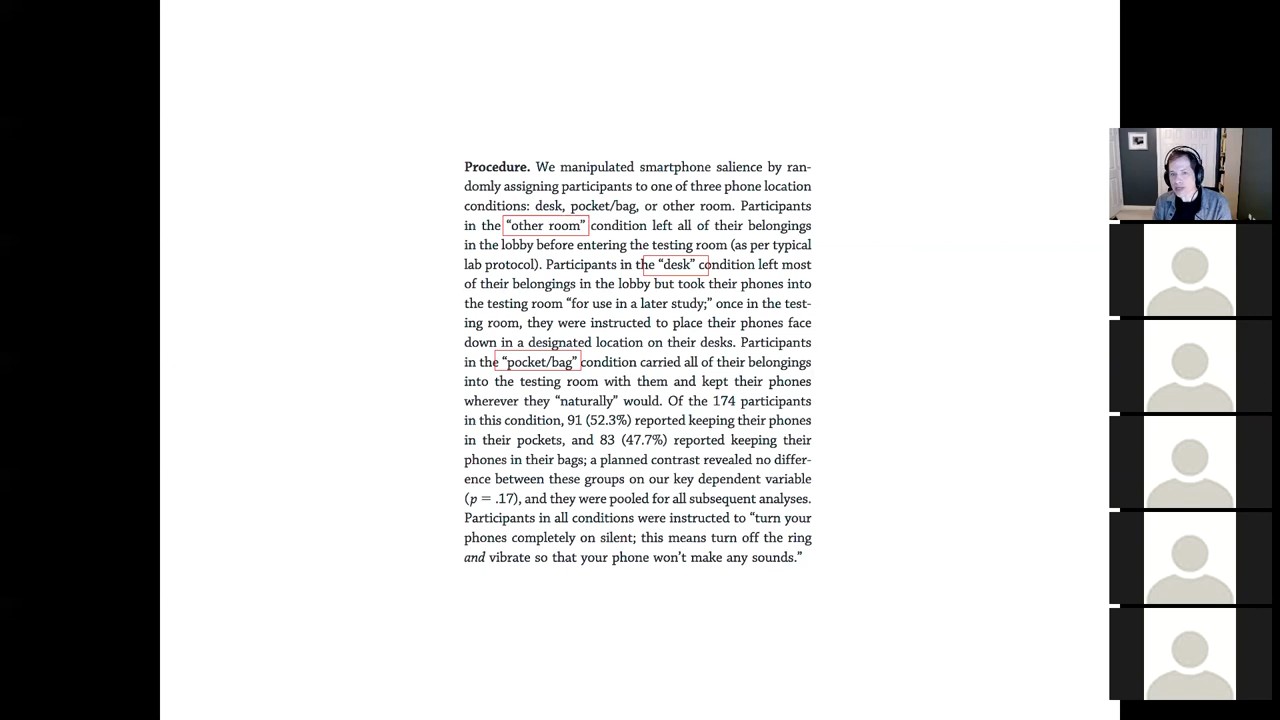 Procedure. We manipulated smartphone salience by ran-
domly assigning participants to one of three phone location
conditions: desk, pocket/bag, or other room. Participants
in the “other room” condition left all of their belongings
in the lobby before entering the testing room (as per typical
lab protocol). Participants in the “desk” condition left most
of their belongings in the lobby but took their phones into
the testing room “for use in a later study;” once in the test-
ing room, they were instructed to place their phones face
down in a designated location on their desks. Participants
in the “pocket/bag” condition carried all of their belongings
into the testing room with them and kept their phones
wherever they “naturally” would. Of the 174 participants
in this condition, 91 (52.3%) reported keeping their phones
in their pockets, and 83 (47.7%) reported keeping their
phones in their bags; a planned contrast revealed no differ-
ence between these groups on our key dependent variable
(p = .17), and they were pooled for all subsequent analyses.
Participants in all conditions were instructed to “turn your
phones completely on silent; this means turn off the ring
and vibrate so that your phone won’t make any sounds.”